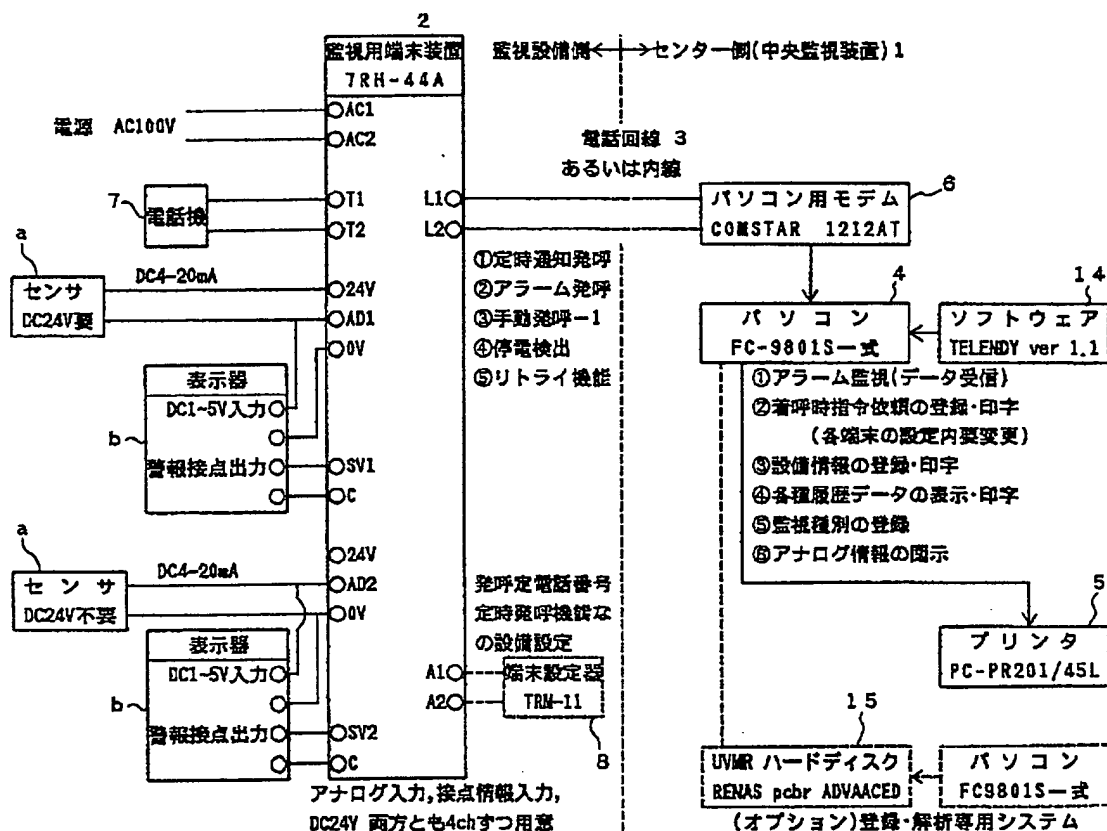 2
監視用端末装置
7RH-44A
監視設備側
センター側(中央監視装置)1
電源 AC100V
AC1
AC2
電話回線 3
あるいは内線
7
電話機
T1
T2
L1
L2
6
パソコン用モデム
COMSTAR 1212AT
a
センサ
DC24V要
DC4-20mA
24V
AD1
0V
①定時通知発呼
②アラーム発呼
③手動発呼-1
④停電検出
⑤リトライ機能
4
パソコン
FC-9801S一式
14
ソフトウェア
TELENDY ver 1.1
①アラーム監視(データ受信)
②着呼時指令依頼の登録・印字
(各端末の設定内要変更)
③設備情報の登録・印字
④各種履歴データの表示・印字
⑤監視種別の登録
⑥アナログ情報の図示
表示器
DC1~5V入力
b
警報接点出力
SV1
C
a
センサ
DC24V不要
DC4-20mA
24V
AD2
0V
発呼定電話番号
定時発呼機能な
の設備設定
5
プリンタ
PC-PR201/45L
表示器
DC1~5V入力
b
警報接点出力
SV2
C
A1
A2
端末設定器
TRM-11
8
15
UVMR ハードディスク
RENAS pcbr ADVAACED
パソコン
FC9801S一式
アナログ入力,接点情報入力,
DC24V 両方とも4chずつ用意
(オプション)登録・解析専用システム